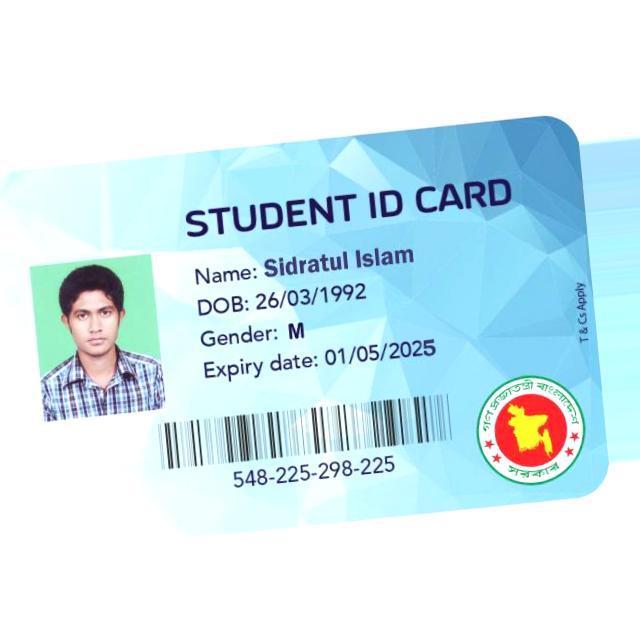 STUDENT ID CARD
Name: Sidratul Islam
DOB: 26/03/1992
Gender: M
Expiry date: 01/05/2025
T & Cs Apply
548-225-298-225
গণ প্রজাতন্ত্রী বাংলাদেশ
সরকার